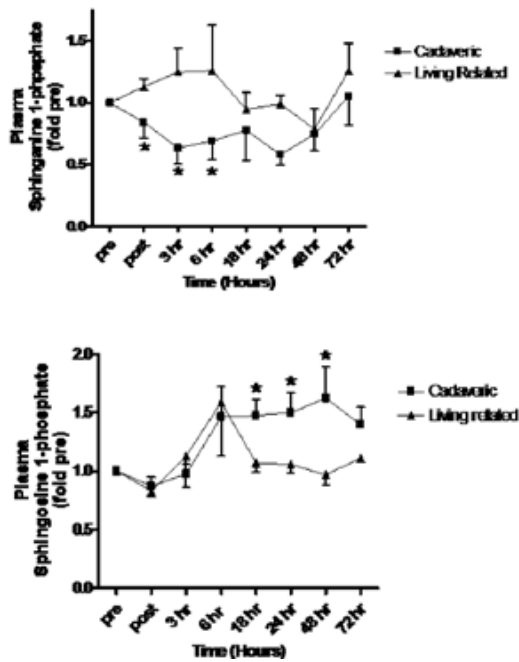 Plasma
Sphinganine 1-phpsphate
(fold pre)
1.5
1.0
0.5
0.0
Cadaveric
Living Related
★
★
★
pre
post
3 hr
6 hr
18 hr
24 hr
48 hr
72 hr
Time (Hours)
Plasma
Sphingosine 1-phosphate
(fold pre)
2.0
1.5
1.0
0.5
0.0
Cadaveric
Living related
★
★
★
pre
post
3 hr
6 hr
18 hr
24 hr
48 hr
72 hr
Time (Hours)